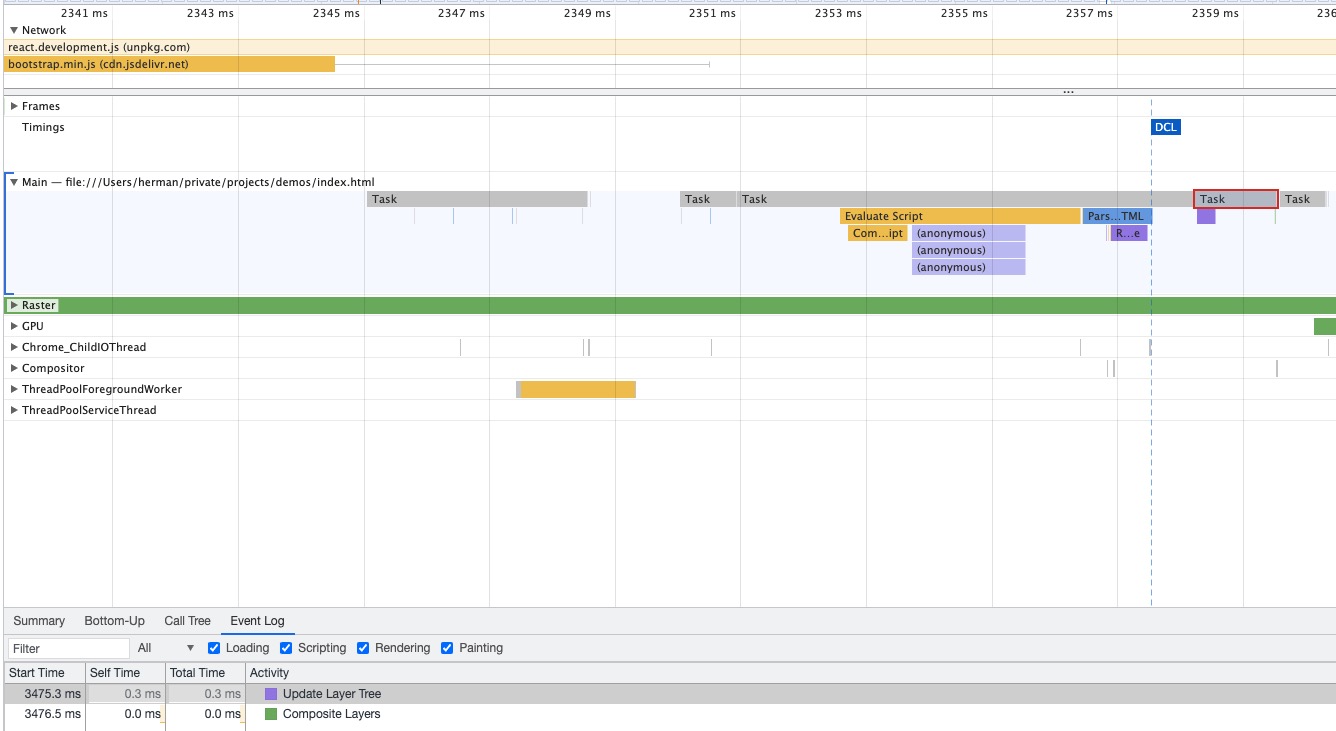 2341 ms 2343 ms 2345 ms 2347 ms 2349 ms 2351 ms 2353 ms 2355 ms 2357 ms 2359 ms 236
Network
react.development.js (unpkg.com)
bootstrap.min.js (cdn.jsdelivr.net)
...
Frames
Timings DCL
Main — file:///Users/herman/private/projects/demos/index.html
Task Task Task Task Task
Evaluate Script Pars...TML
Com...ipt (anonymous) R...e
(anonymous)
(anonymous)
Raster
GPU
Chrome_ChildIOThread
Compositor
ThreadPoolForegroundWorker
ThreadPoolServiceThread
Summary Bottom-Up Call Tree Event Log
Filter All Loading Scripting Rendering Painting
Start Time Self Time Total Time Activity
3475.3 ms 0.3 ms 0.3 ms Update Layer Tree
3476.5 ms 0.0 ms 0.0 ms Composite Layers